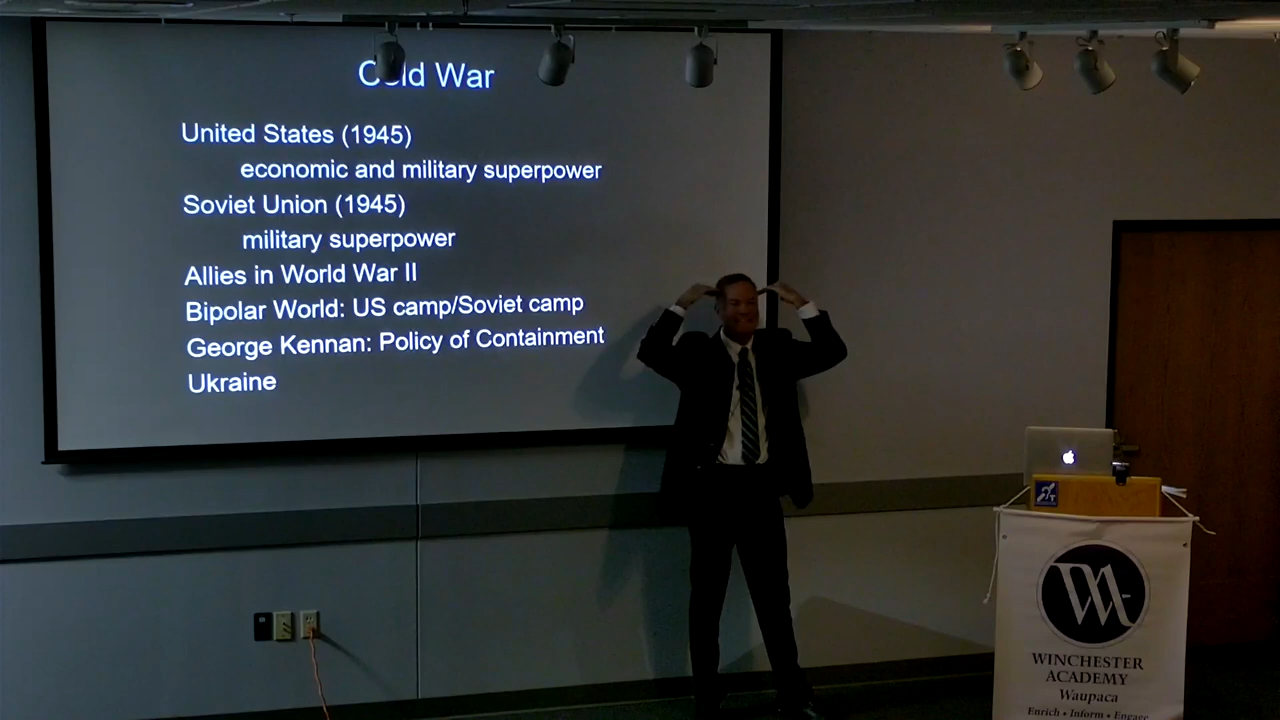 Cold War
United States (1945)
economic and military superpower
Soviet Union (1945)
military superpower
Allies in World War II
Bipolar World: US camp/Soviet camp
George Kennan: Policy of Containment
Ukraine
T
WA
WINCHESTER
ACADEMY
Waupaca
Enrich • Inform • Engage